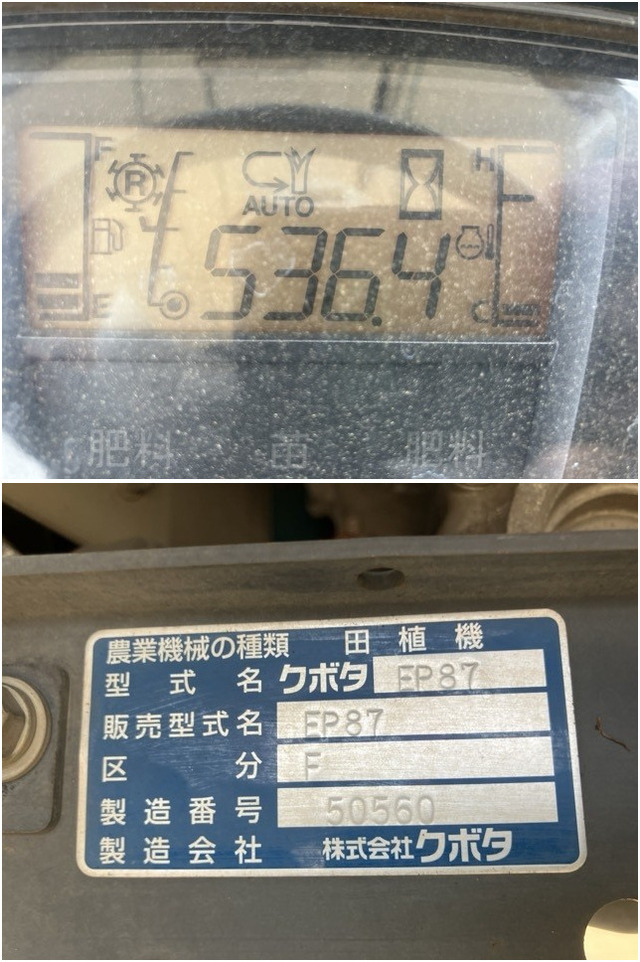 F
H
R
AUTO
536.4
E
C
肥料 苗 肥料
農業機械の種類 田植機
型式名 クボタ EP87
販売型式名 EP87
区分 F
製造番号 50560
製造会社 株式会社クボタ